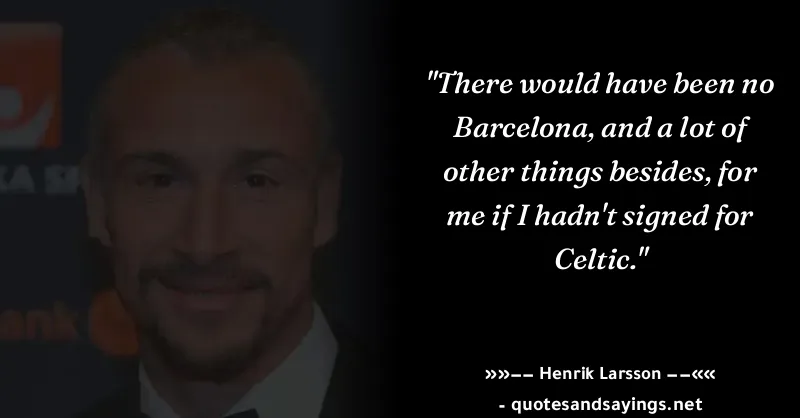 "There would have been no
Barcelona, and a lot of
other things besides, for
me if I hadn't signed for
Celtic."
»»–– Henrik Larsson ––««
- quotesandsayings.net
ank